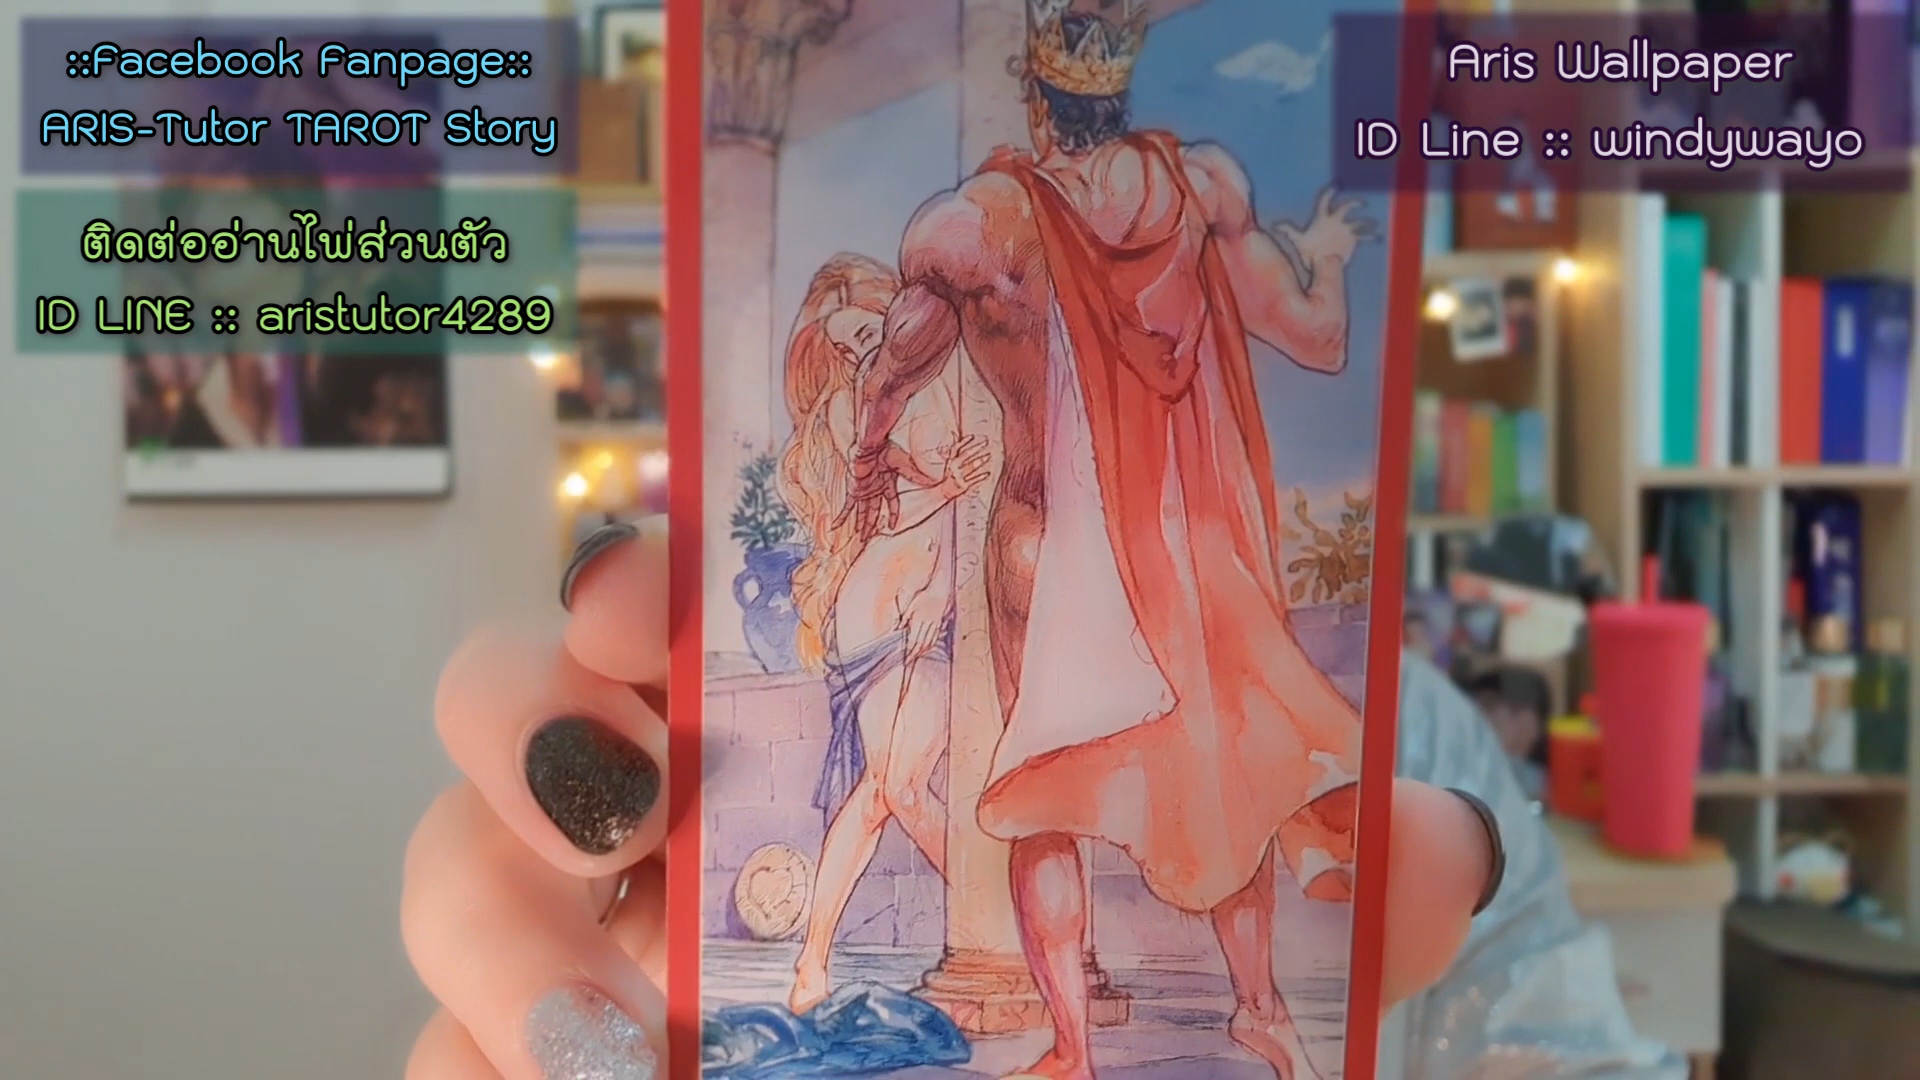 ::Facebook Fanpage::
ARIS-Tutor TAROT Story
ติดต่ออ่านไพ่ส่วนตัว
ID LINE :: aristutor4289
Aris Wallpaper
ID Line :: windywayo